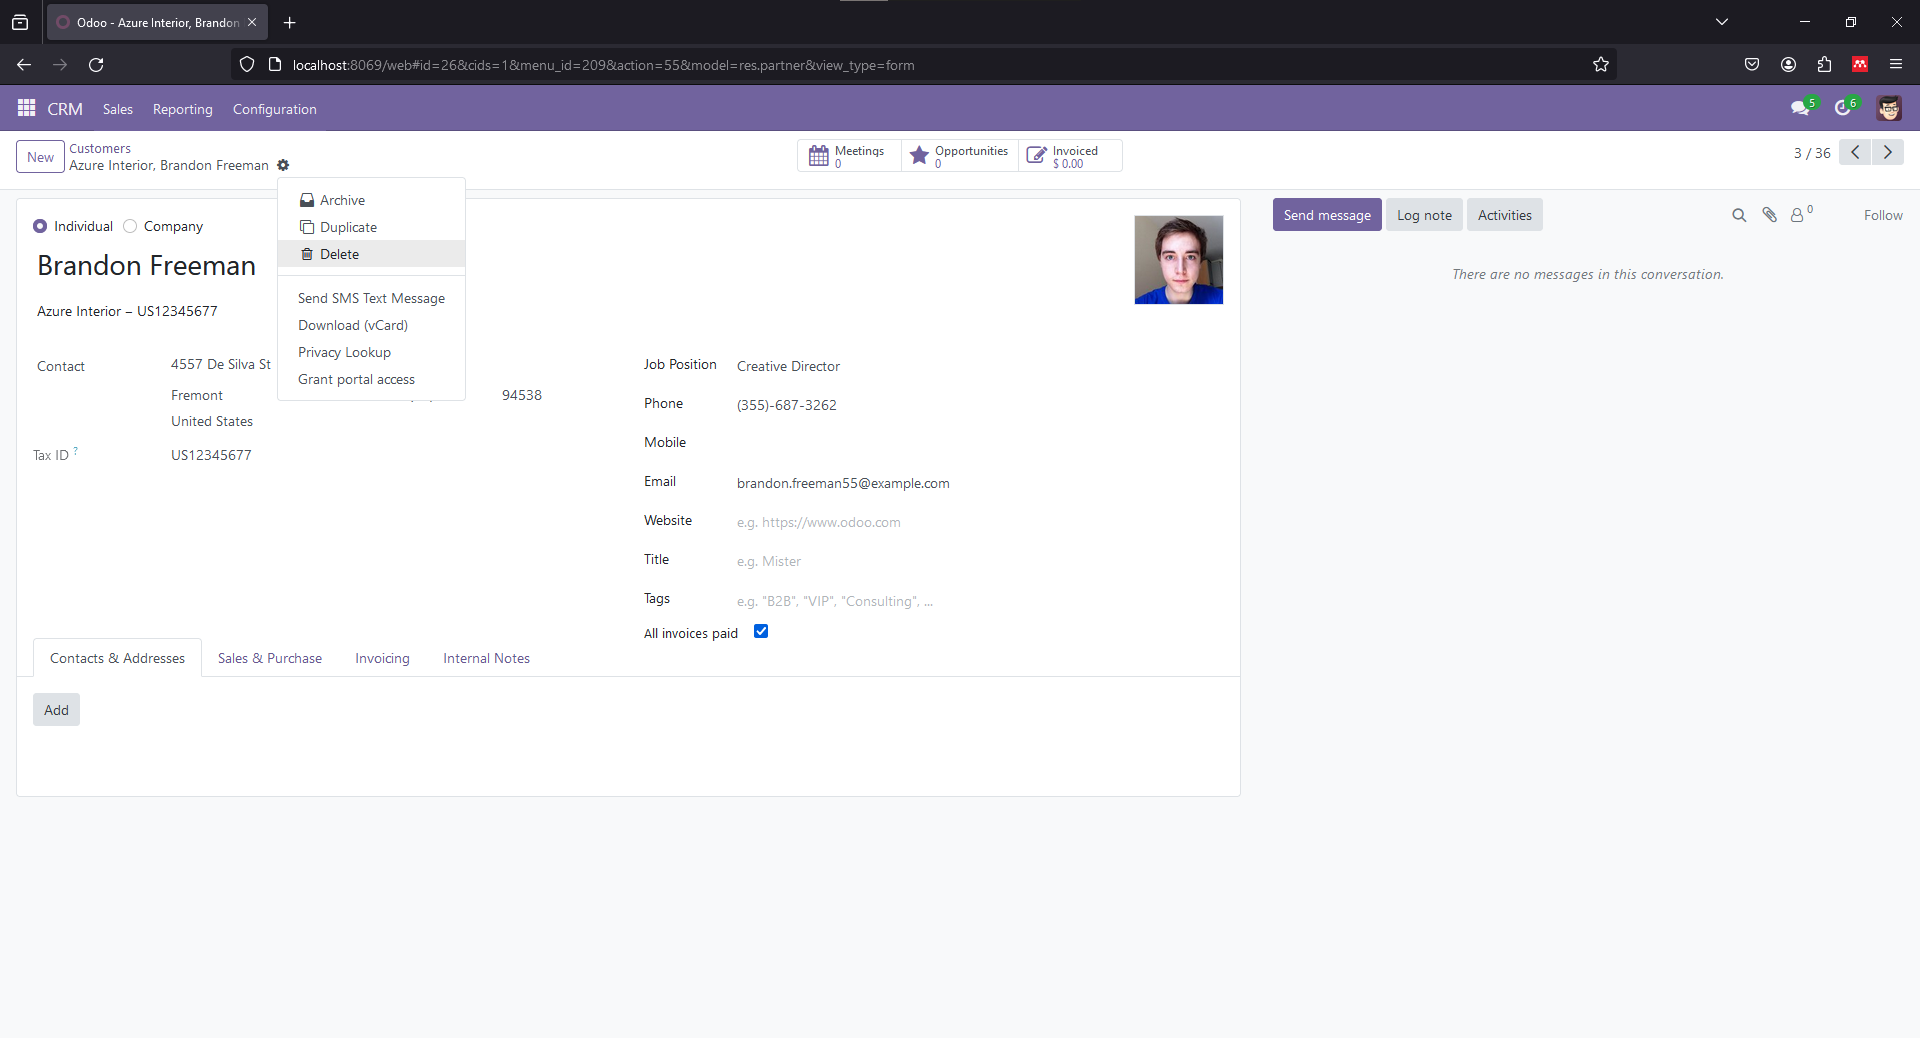 Odoo - Azure Interior, Brandon
localhost:8069/web#id=26&cids=1&menu_id=209&action=55&model=res.partner&view_type=form
CRM Sales Reporting Configuration 5 6
New
Customers
Azure Interior, Brandon Freeman
Meetings
0
Opportunities
0
Invoiced
$ 0.00
3 / 36
Archive
Duplicate
Delete
Send SMS Text Message
Download (vCard)
Privacy Lookup
Grant portal access
Individual Company
Brandon Freeman
Azure Interior – US12345677
Contact 4557 De Silva St
Fremont 94538
United States
Tax ID ? US12345677
Job Position Creative Director
Phone (355)-687-3262
Mobile
Email brandon.freeman55@example.com
Website e.g. https://www.odoo.com
Title e.g. Mister
Tags e.g. "B2B", "VIP", "Consulting", ...
All invoices paid
Contacts & Addresses Sales & Purchase Invoicing Internal Notes
Add
Send message Log note Activities 0 Follow
There are no messages in this conversation.